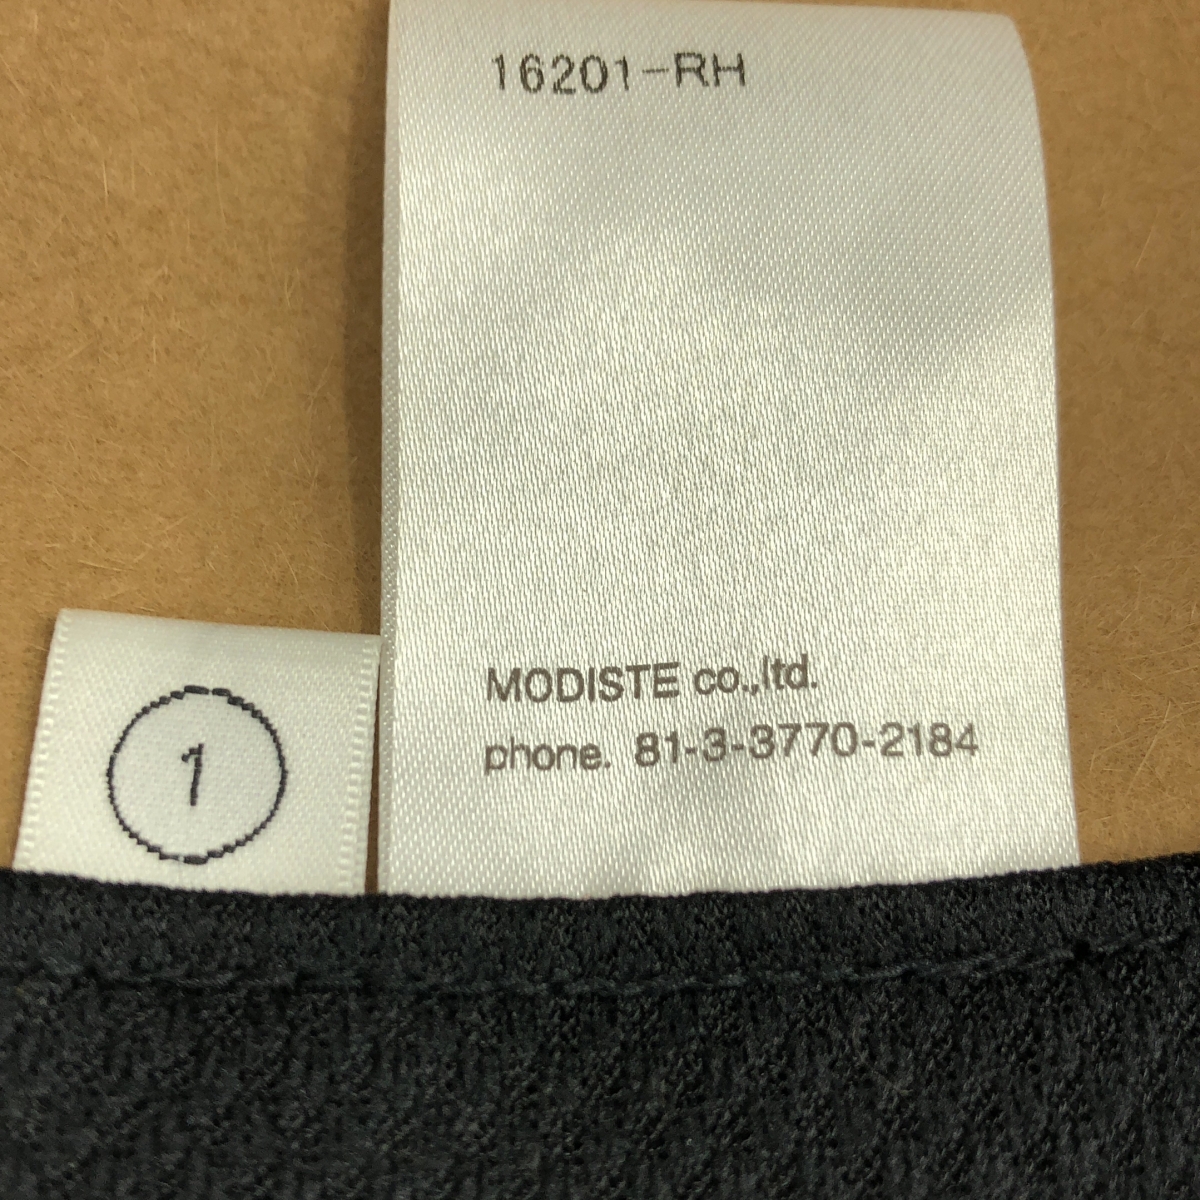 16201-RH
MODISTE co.,ltd.
phone. 81-3-3770-2184
1